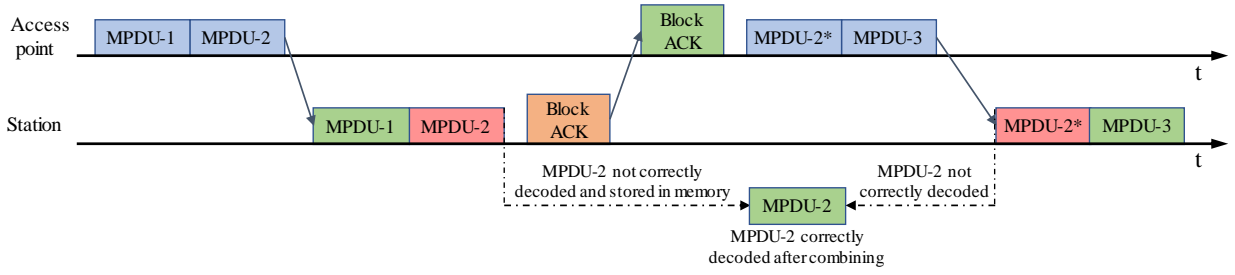 Access
point
MPDU-1
MPDU-2
Block
ACK
MPDU-2*
MPDU-3
t
Station
MPDU-1
MPDU-2
Block
ACK
MPDU-2*
MPDU-3
t
MPDU-2 not correctly
decoded and stored in memory
MPDU-2 not
correctly decoded
MPDU-2
MPDU-2 correctly
decoded after combining